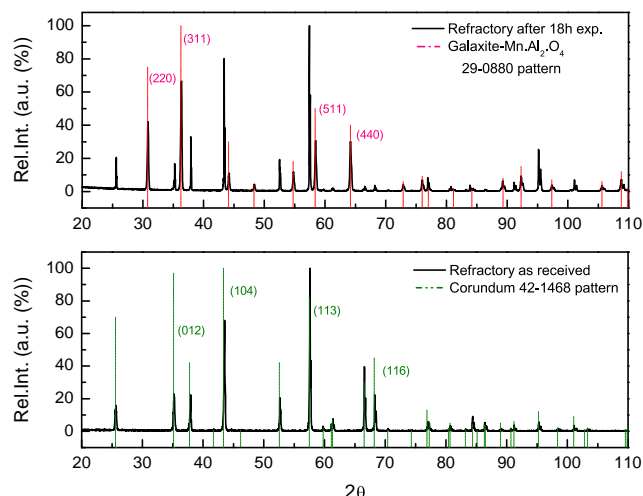 Rel.Int. (a.u. (%))
100
80
60
40
20
0
(220)
(311)
(511)
(440)
Refractory after 18h exp.
Galaxite-Mn.Al₂.O₄
29-0880 pattern
20 30 40 50 60 70 80 90 100 110
Rel.Int. (a.u. (%))
100
80
60
40
20
0
(012)
(104)
(113)
(116)
Refractory as received
Corundum 42-1468 pattern
20 30 40 50 60 70 80 90 100 110
2θ